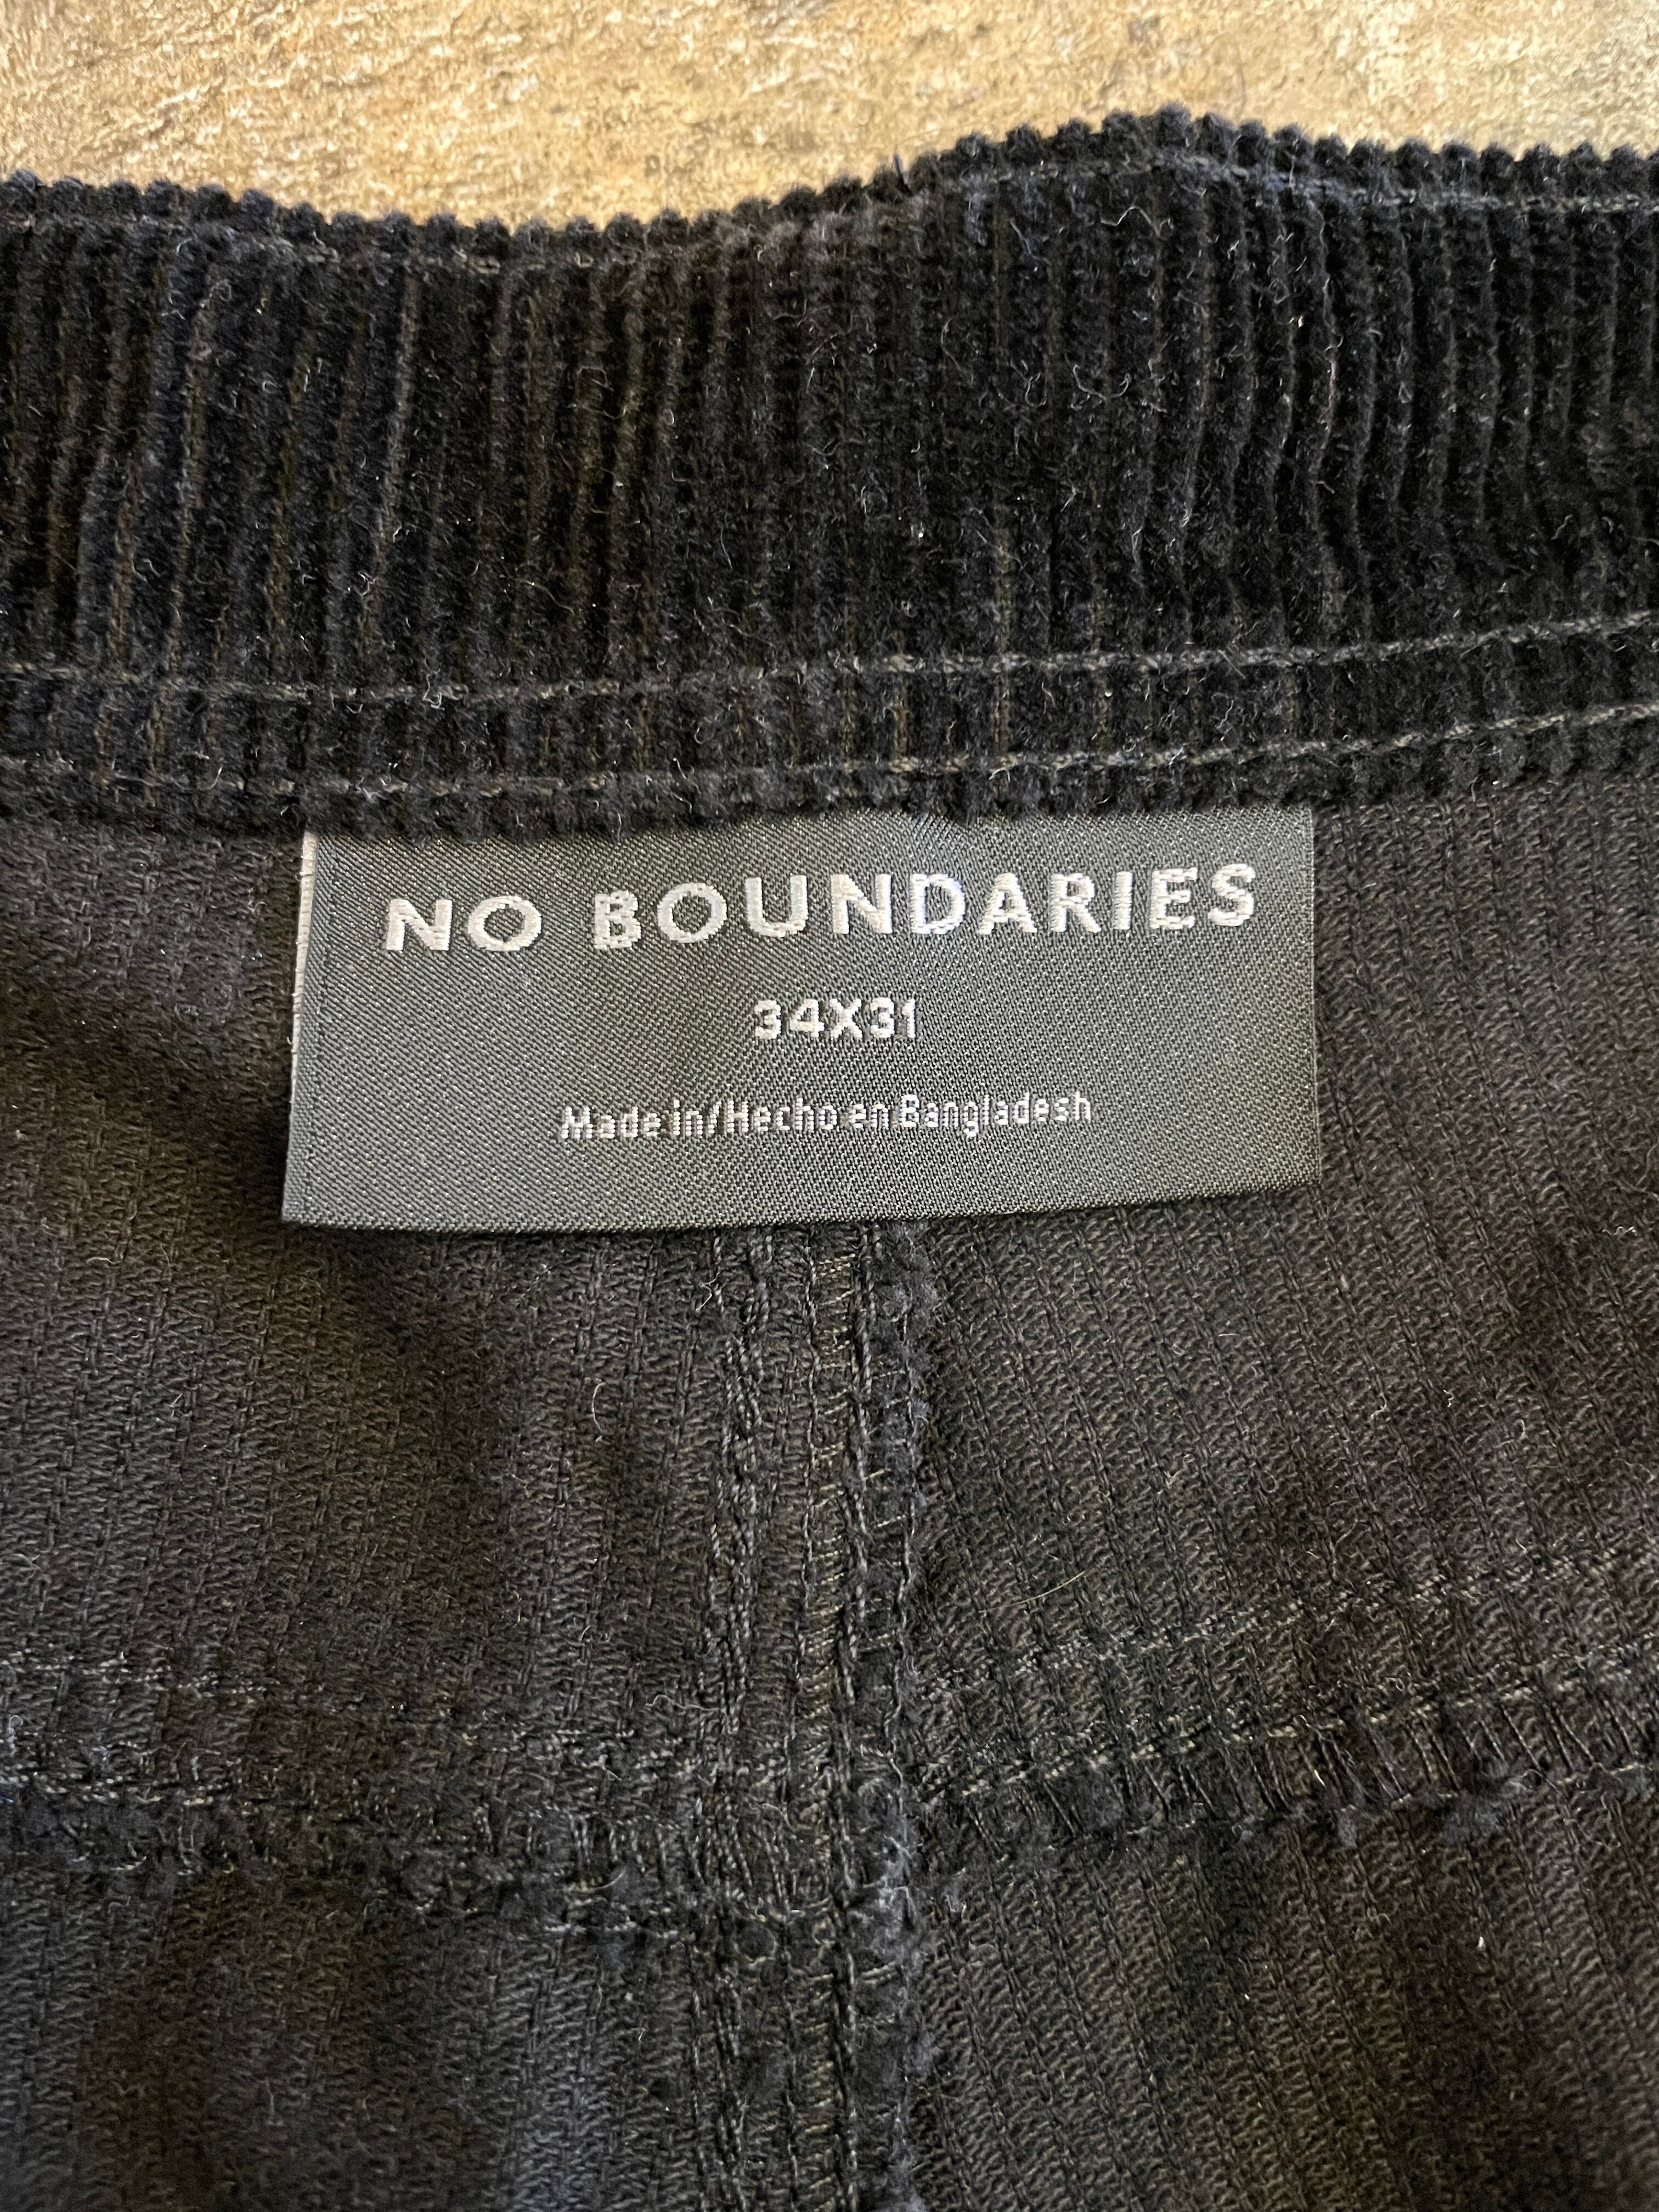 NO BOUNDARIES
34X31
Made in/Hecho en Bangladesh